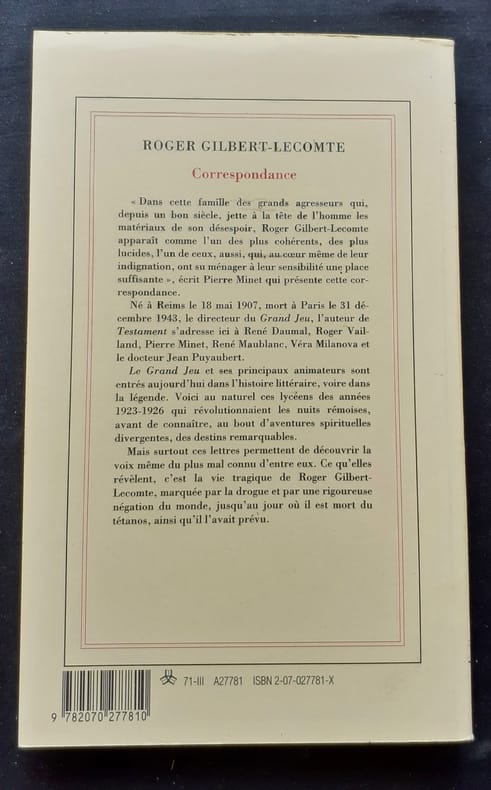 ROGER GILBERT-LECOMTE
Correspondance
« Dans cette famille des grands agresseurs qui,
depuis un bon siècle, jette à la tête de l'homme les
matériaux de son désespoir, Roger Gilbert-Lecomte
apparaît comme l'un des plus cohérents, des plus
lucides, l'un de ceux, aussi, qui, au cœur même de leur
indignation, ont su ménager à leur sensibilité une place
suffisante », écrit Pierre Minet qui présente cette cor-
respondance.
Né à Reims le 18 mai 1907, mort à Paris le 31 dé-
cembre 1943, le directeur du Grand Jeu, l'auteur de
Testament s'adresse ici à René Daumal, Roger Vail-
land, Pierre Minet, René Maublanc, Véra Milanova et
le docteur Jean Puyaubert.
Le Grand Jeu et ses principaux animateurs sont
entrés aujourd'hui dans l'histoire littéraire, voire dans
la légende. Voici au naturel ces lycéens des années
1923-1926 qui révolutionnaient les nuits rémoises,
avant de connaître, au bout d'aventures spirituelles
divergentes, des destins remarquables.
Mais surtout ces lettres permettent de découvrir la
voix même du plus mal connu d'entre eux. Ce qu'elles
révèlent, c'est la vie tragique de Roger Gilbert-
Lecomte, marquée par la drogue et par une rigoureuse
négation du monde, jusqu'au jour où il est mort du
tétanos, ainsi qu'il l'avait prévu.
71-III A27781 ISBN 2-07-027781-X
9 782070 277810